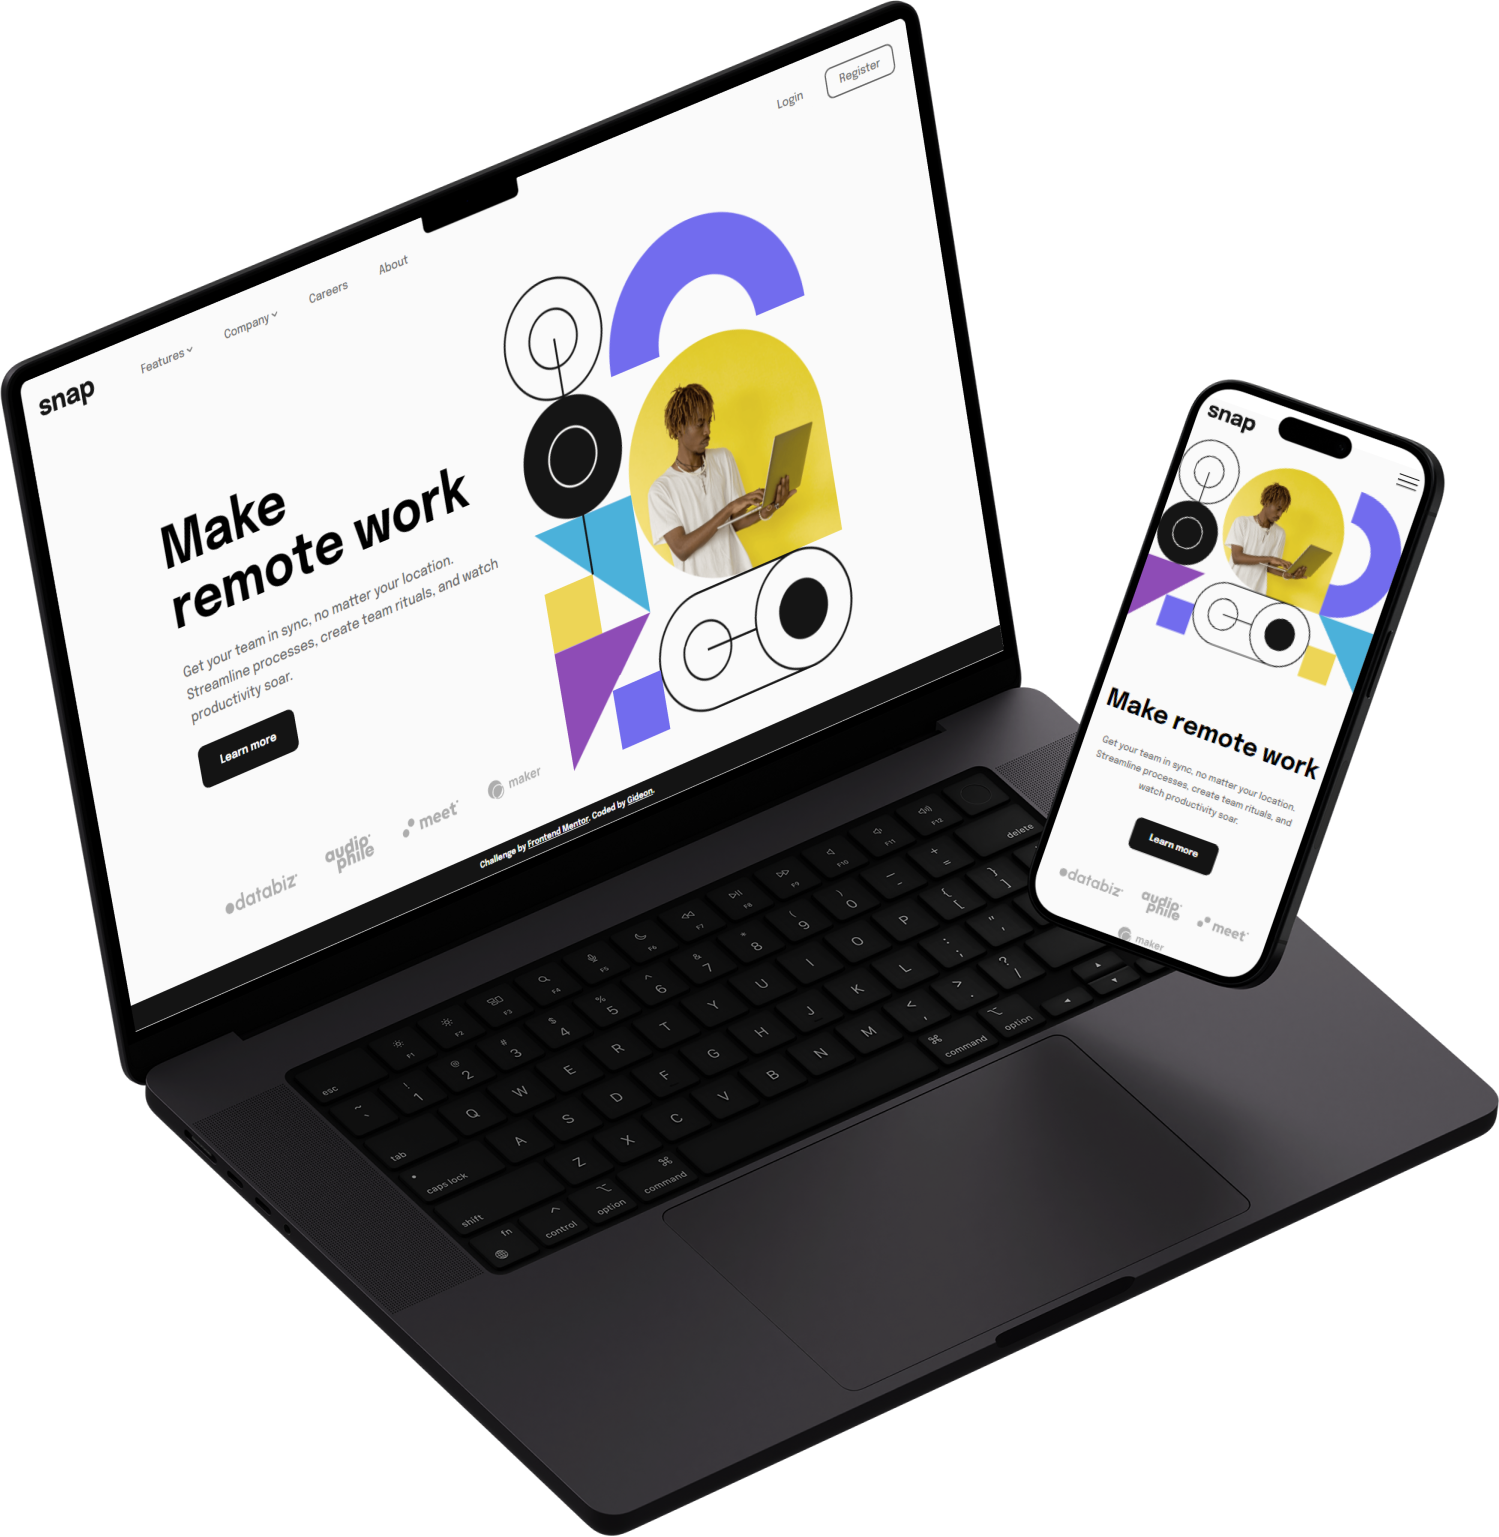 Login
Register
snap
Features
Company
Careers
About
Make
remote work
Get your team in sync, no matter your location.
Streamline processes, create team rituals, and watch
productivity soar.
Learn more
databiz
audio
phile
meet
maker
Challenge by Frontend Mentor. Coded by Gideon.
snap
Make remote work
Get your team in sync, no matter your location.
Streamline processes, create team rituals, and
watch productivity soar.
Learn more
databiz
audio
phile
meet
maker
esc F1 F2 F3 F4 F5 F6 F7 F8 F9 F10 F11 F12
~ ` ! 1 @ 2 # 3 $ 4 % 5 ^ 6 & 7 * 8 ( 9 ) 0 _ - + = delete
tab Q W E R T Y U I O P { [ } ]
caps lock A S D F G H J K L : ; " '
shift Z X C V B N M < , > . ? /
fn control option command command option